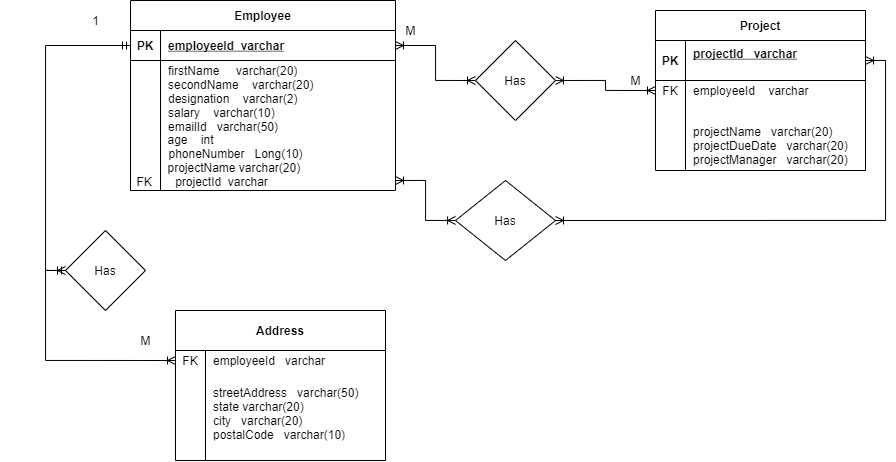 Employee
1
PK employeeId varchar
firstName varchar(20)
secondName varchar(20)
designation varchar(2)
salary varchar(10)
emailId varchar(50)
age int
phoneNumber Long(10)
projectName varchar(20)
FK projectId varchar
M
Has
M
Project
PK projectId varchar
FK employeeId varchar
projectName varchar(20)
projectDueDate varchar(20)
projectManager varchar(20)
Has
Has
M
Address
FK employeeId varchar
streetAddress varchar(50)
state varchar(20)
city varchar(20)
postalCode varchar(10)